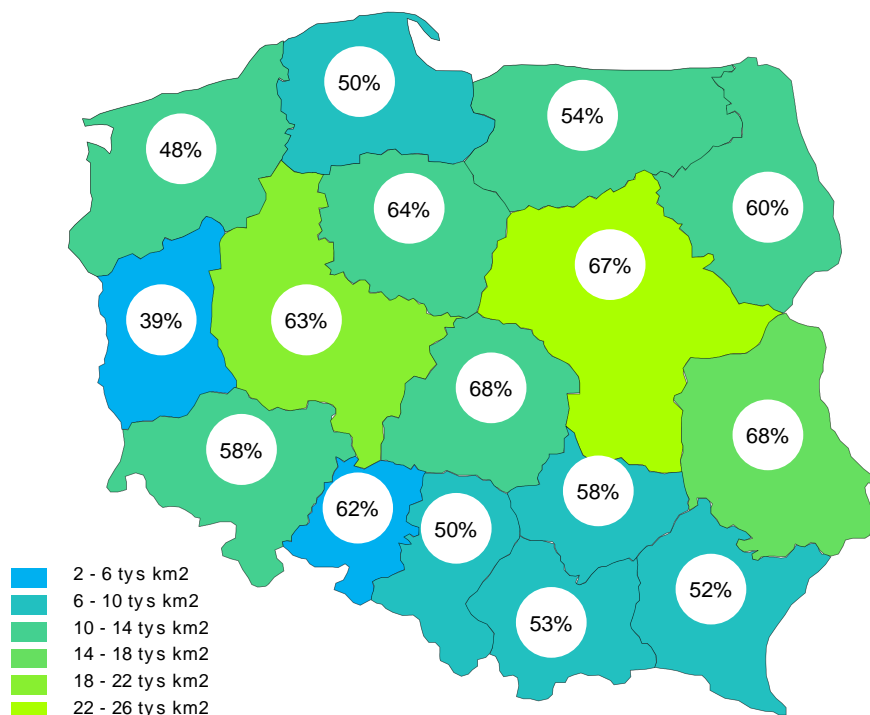 50%
54%
48%
64%
60%
67%
39%
63%
68%
68%
58%
58%
62%
50%
52%
53%
2 - 6 tys km2
6 - 10 tys km2
10 - 14 tys km2
14 - 18 tys km2
18 - 22 tys km2
22 - 26 tys km2